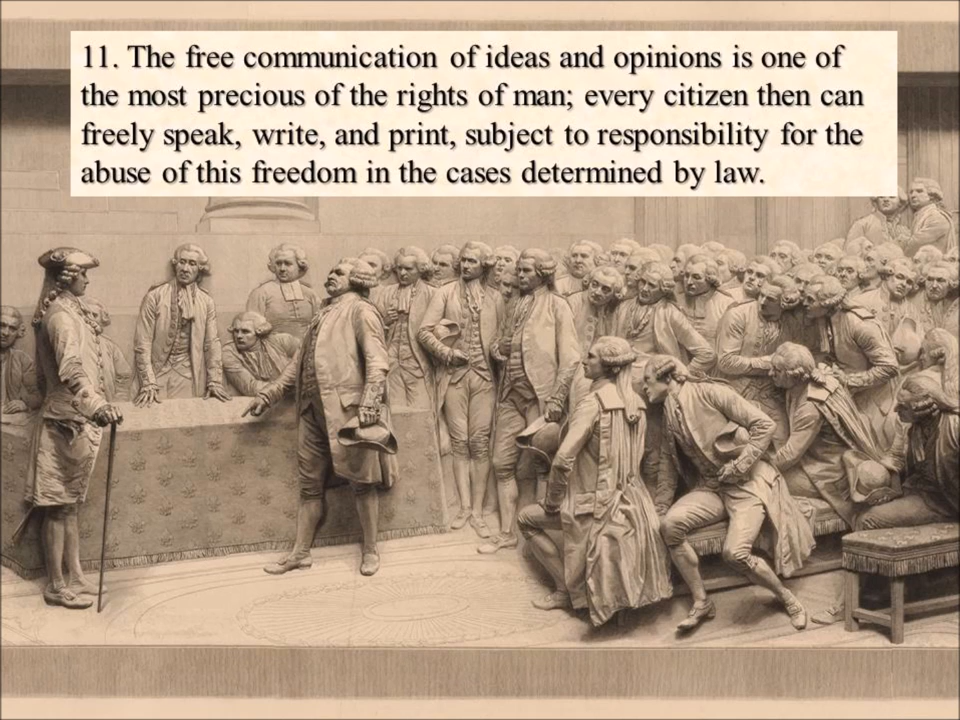 11. The free communication of ideas and opinions is one of
the most precious of the rights of man; every citizen then can
freely speak, write, and print, subject to responsibility for the
abuse of this freedom in the cases determined by law.